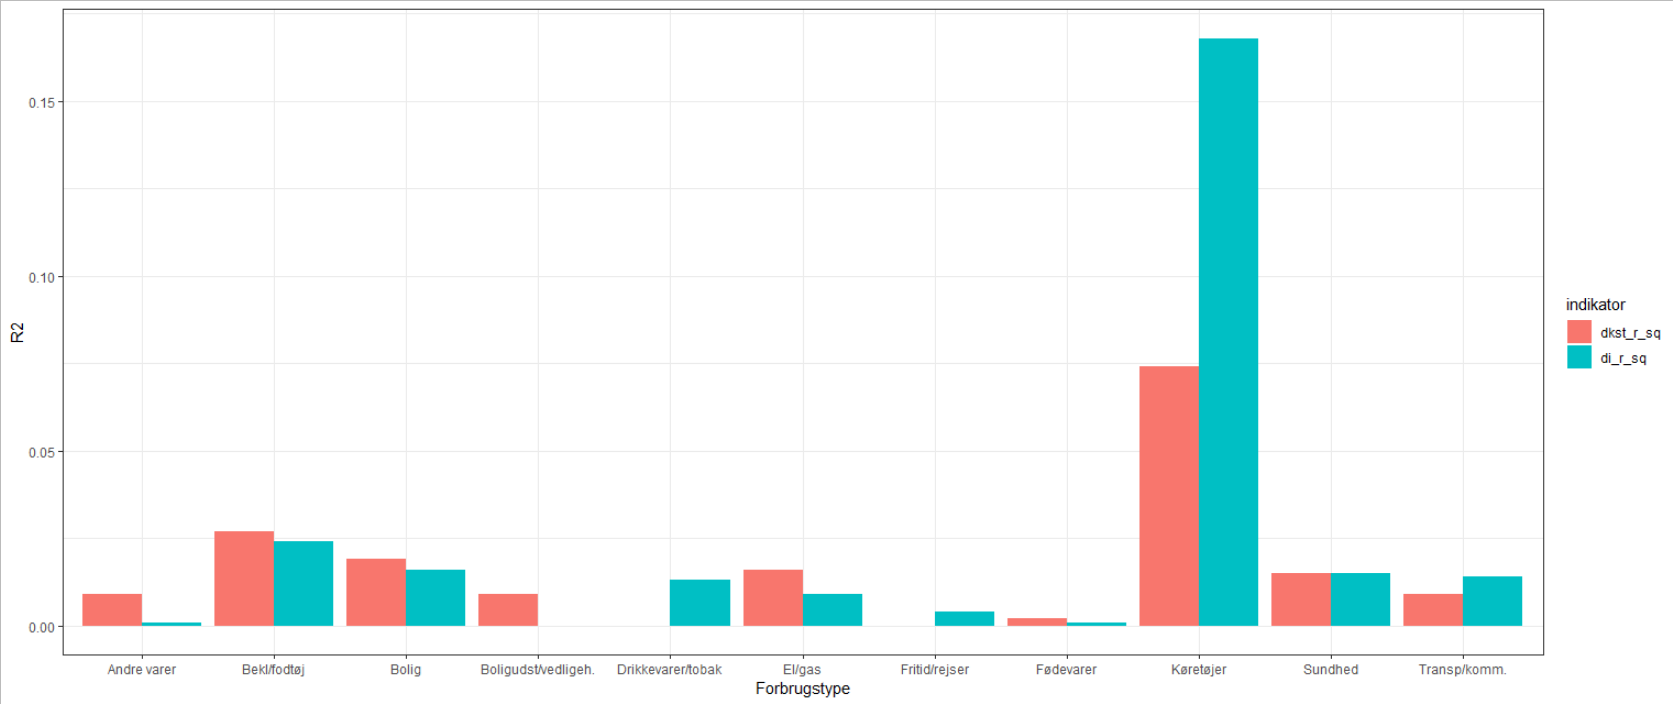 0.15
0.10
0.05
0.00
R2
Andre varer
Bekl/fodtøj
Bolig
Boligudst/vedligeh.
Drikkevarer/tobak
El/gas
Fritid/rejser
Fødevarer
Køretøjer
Sundhed
Transp/komm.
Forbrugstype
indikator
dkst_r_sq
di_r_sq